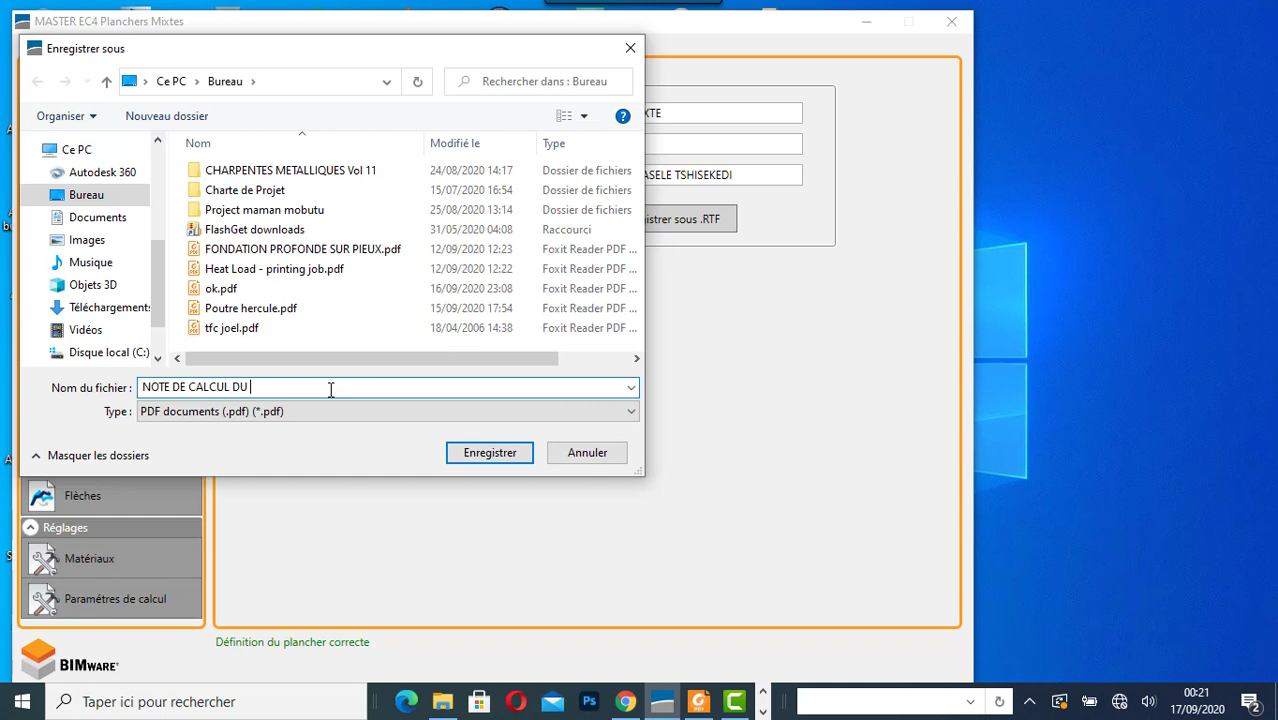 MASTER EC4 Planchers Mixtes
Enregistrer sous
Ce PC
Bureau
Rechercher dans : Bureau
Organiser
Nouveau dossier
Nom
Modifié le
Type
Ce PC
Autodesk 360
Bureau
Documents
Images
Musique
Objets 3D
Téléchargements
Vidéos
Disque local (C:)
CHARPENTES METALLIQUES Vol 11 24/08/2020 14:17 Dossier de fichiers
Charte de Projet 15/07/2020 16:54 Dossier de fichiers
Project maman mobutu 25/08/2020 13:14 Dossier de fichiers
FlashGet downloads 31/05/2020 04:08 Raccourci
FONDATION PROFONDE SUR PIEUX.pdf 12/09/2020 12:23 Foxit Reader PDF ...
Heat Load - printing job.pdf 12/09/2020 12:22 Foxit Reader PDF ...
ok.pdf 16/09/2020 23:08 Foxit Reader PDF ...
Poutre hercule.pdf 15/09/2020 17:54 Foxit Reader PDF ...
tfc joel.pdf 18/04/2006 14:38 Foxit Reader PDF ...
Nom du fichier : NOTE DE CALCUL DU
Type : PDF documents (.pdf) (*.pdf)
Masquer les dossiers
Enregistrer
Annuler
XTE
ASELE TSHISEKEDI
istrer sous .RTF
Flèches
Réglages
Matériaux
Paramétres de calcul
Définition du plancher correcte
BIMware
Taper ici pour rechercher
Ps
PDF
00:21
17/09/2020
2